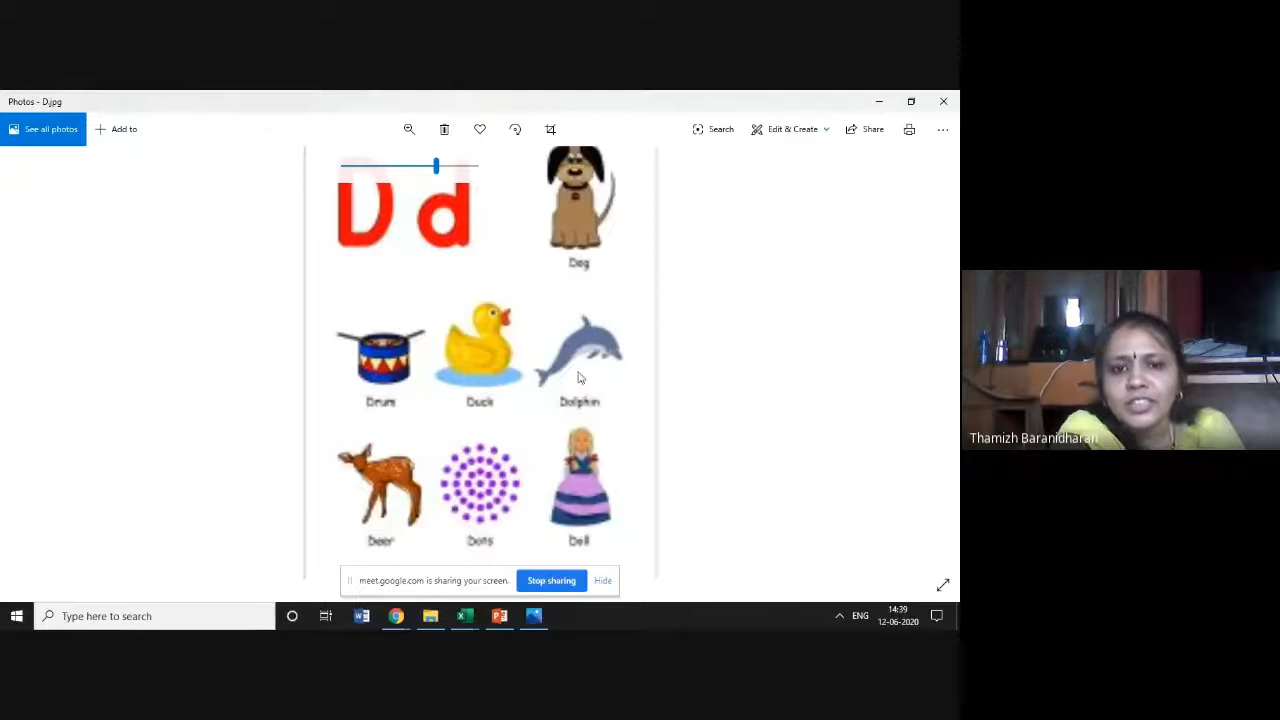 Photos - D.jpg
See all photos
Add to
Search
Edit & Create
Share
D d
Dog
Drum Duck Dolphin
Deer Dots Doll
meet.google.com is sharing your screen.
Stop sharing
Hide
Type here to search
ENG
14:39
12-06-2020
Thamizh Baranidharan